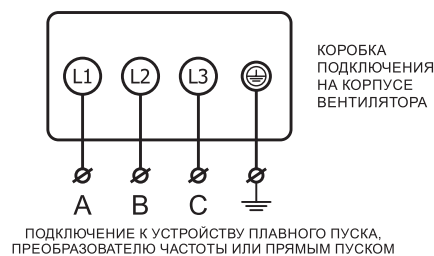 L1 L2 L3
КОРОБКА
ПОДКЛЮЧЕНИЯ
НА КОРПУСЕ
ВЕНТИЛЯТОРА
A B C
ПОДКЛЮЧЕНИЕ К УСТРОЙСТВУ ПЛАВНОГО ПУСКА,
ПРЕОБРАЗОВАТЕЛЮ ЧАСТОТЫ ИЛИ ПРЯМЫМ ПУСКОМ